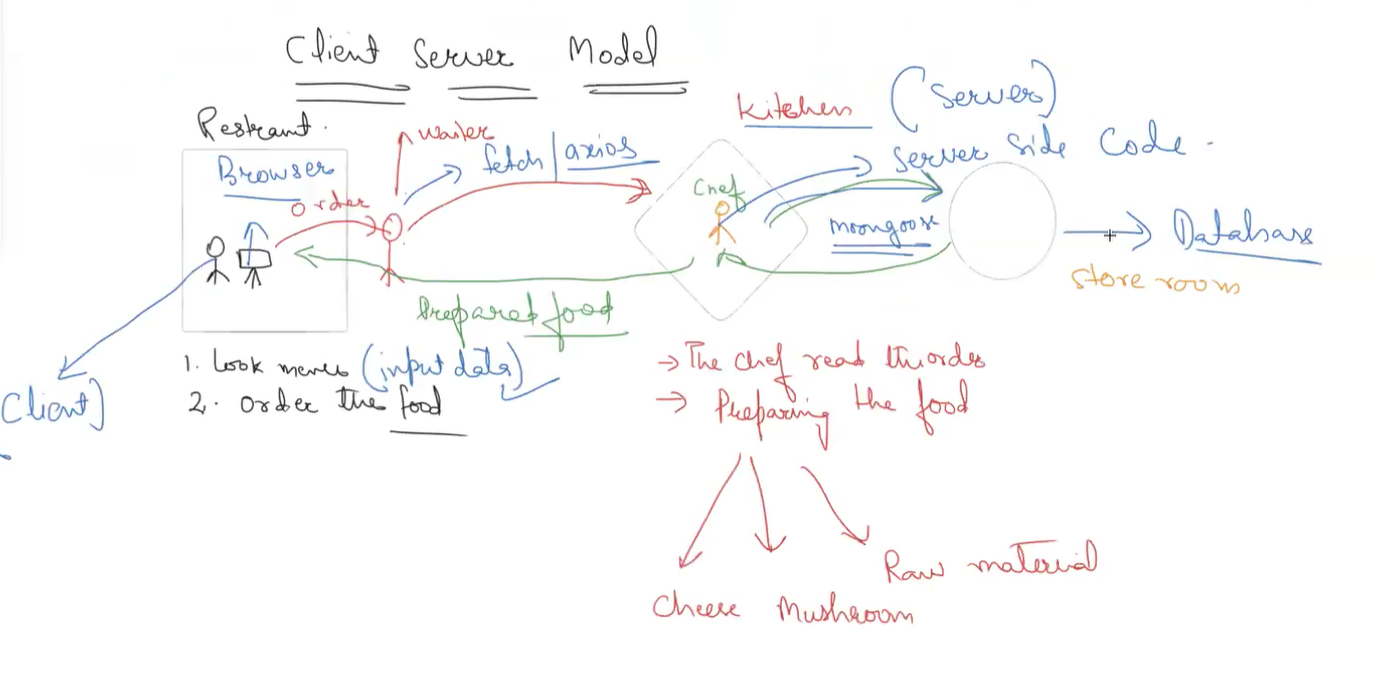 Client Server Model
Kitchen (Server)
Restrant.
waiter
fetch | axios
Server Side Code.
Browser
order
Chef
moongoose
Database
Store room
Prepared food
1. Look menu (input data)
2. order the food
Client)
→ The chef read the order
→ Preparing the food
Raw material
Cheese Mushroom